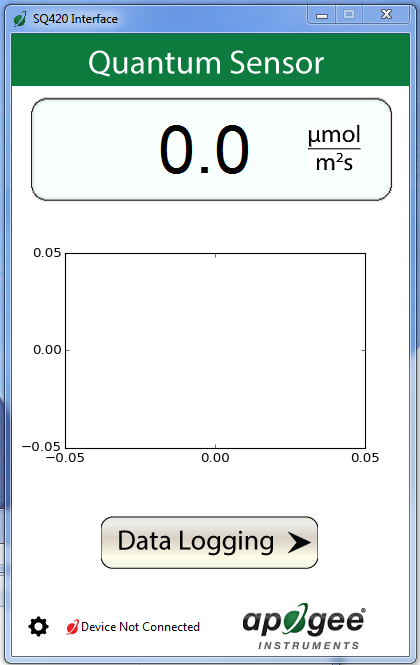 SQ420 Interface
Quantum Sensor
0.0 µmol
m²s
0.05
0.00
−0.05
−0.05 0.00 0.05
Data Logging
Device Not Connected
apogee®
INSTRUMENTS